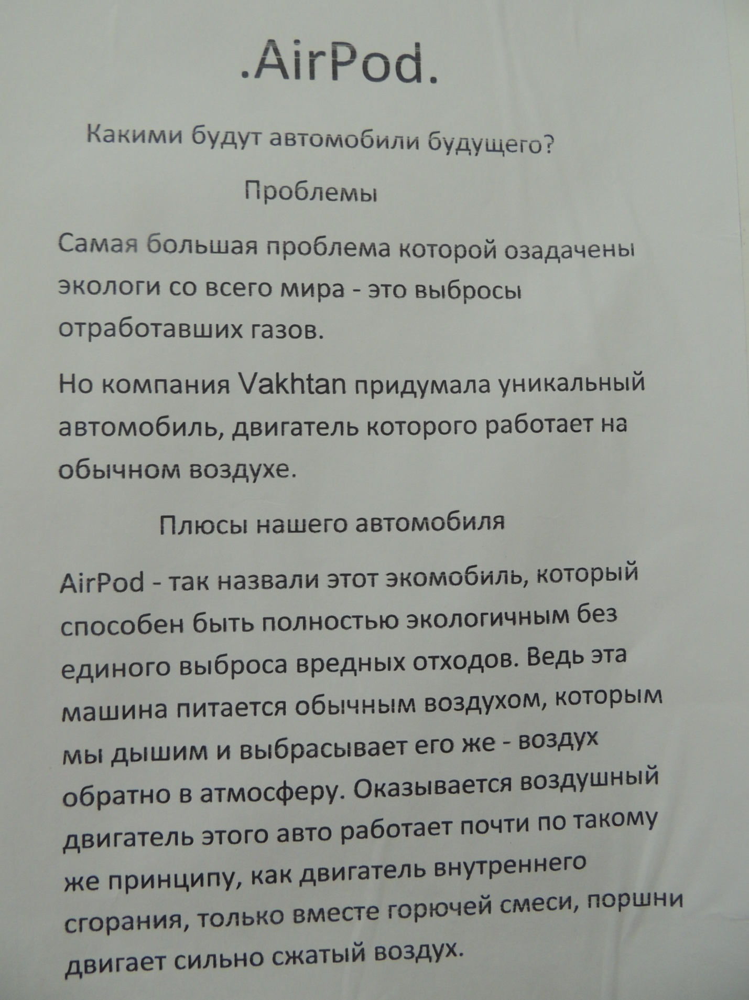 .AirPod.
Какими будут автомобили будущего?
Проблемы
Самая большая проблема которой озадачены
экологи со всего мира - это выбросы
отработавших газов.
Но компания Vakhtan придумала уникальный
автомобиль, двигатель которого работает на
обычном воздухе.
Плюсы нашего автомобиля
AirPod - так назвали этот экомобиль, который
способен быть полностью экологичным без
единого выброса вредных отходов. Ведь эта
машина питается обычным воздухом, которым
мы дышим и выбрасывает его же - воздух
обратно в атмосферу. Оказывается воздушный
двигатель этого авто работает почти по такому
же принципу, как двигатель внутреннего
сгорания, только вместе горючей смеси, поршни
двигает сильно сжатый воздух.